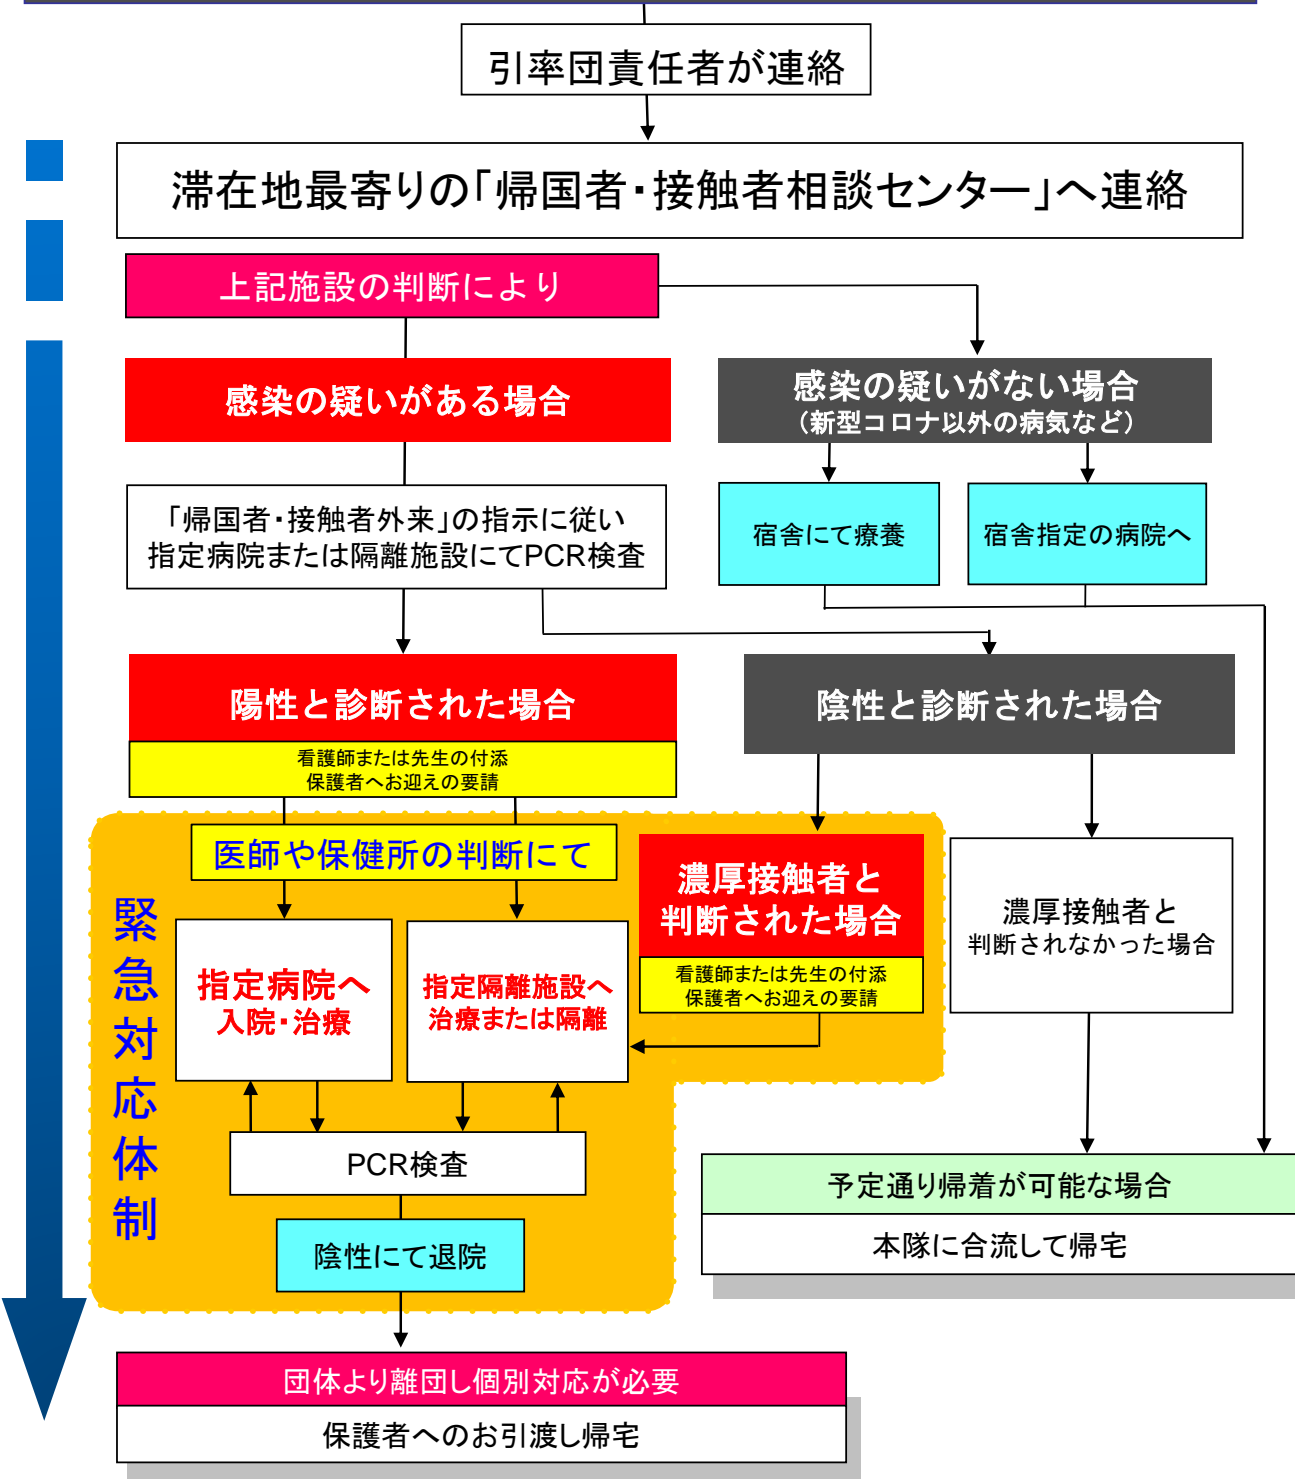 引率団責任者が連絡
滞在地最寄りの｢帰国者・接触者相談センター｣へ連絡
上記施設の判断により
感染の疑いがある場合
感染の疑いがない場合
（新型コロナ以外の病気など）
「帰国者・接触者外来」の指示に従い
指定病院または隔離施設にてPCR検査
宿舎にて療養
宿舎指定の病院へ
陽性と診断された場合
看護師または先生の付添
保護者へお迎えの要請
陰性と診断された場合
緊急対応体制
医師や保健所の判断にて
濃厚接触者と
判断された場合
看護師または先生の付添
保護者へお迎えの要請
濃厚接触者と
判断されなかった場合
指定病院へ
入院・治療
指定隔離施設へ
治療または隔離
PCR検査
陰性にて退院
予定通り帰着が可能な場合
本隊に合流して帰宅
団体より離団し個別対応が必要
保護者へのお引渡し帰宅